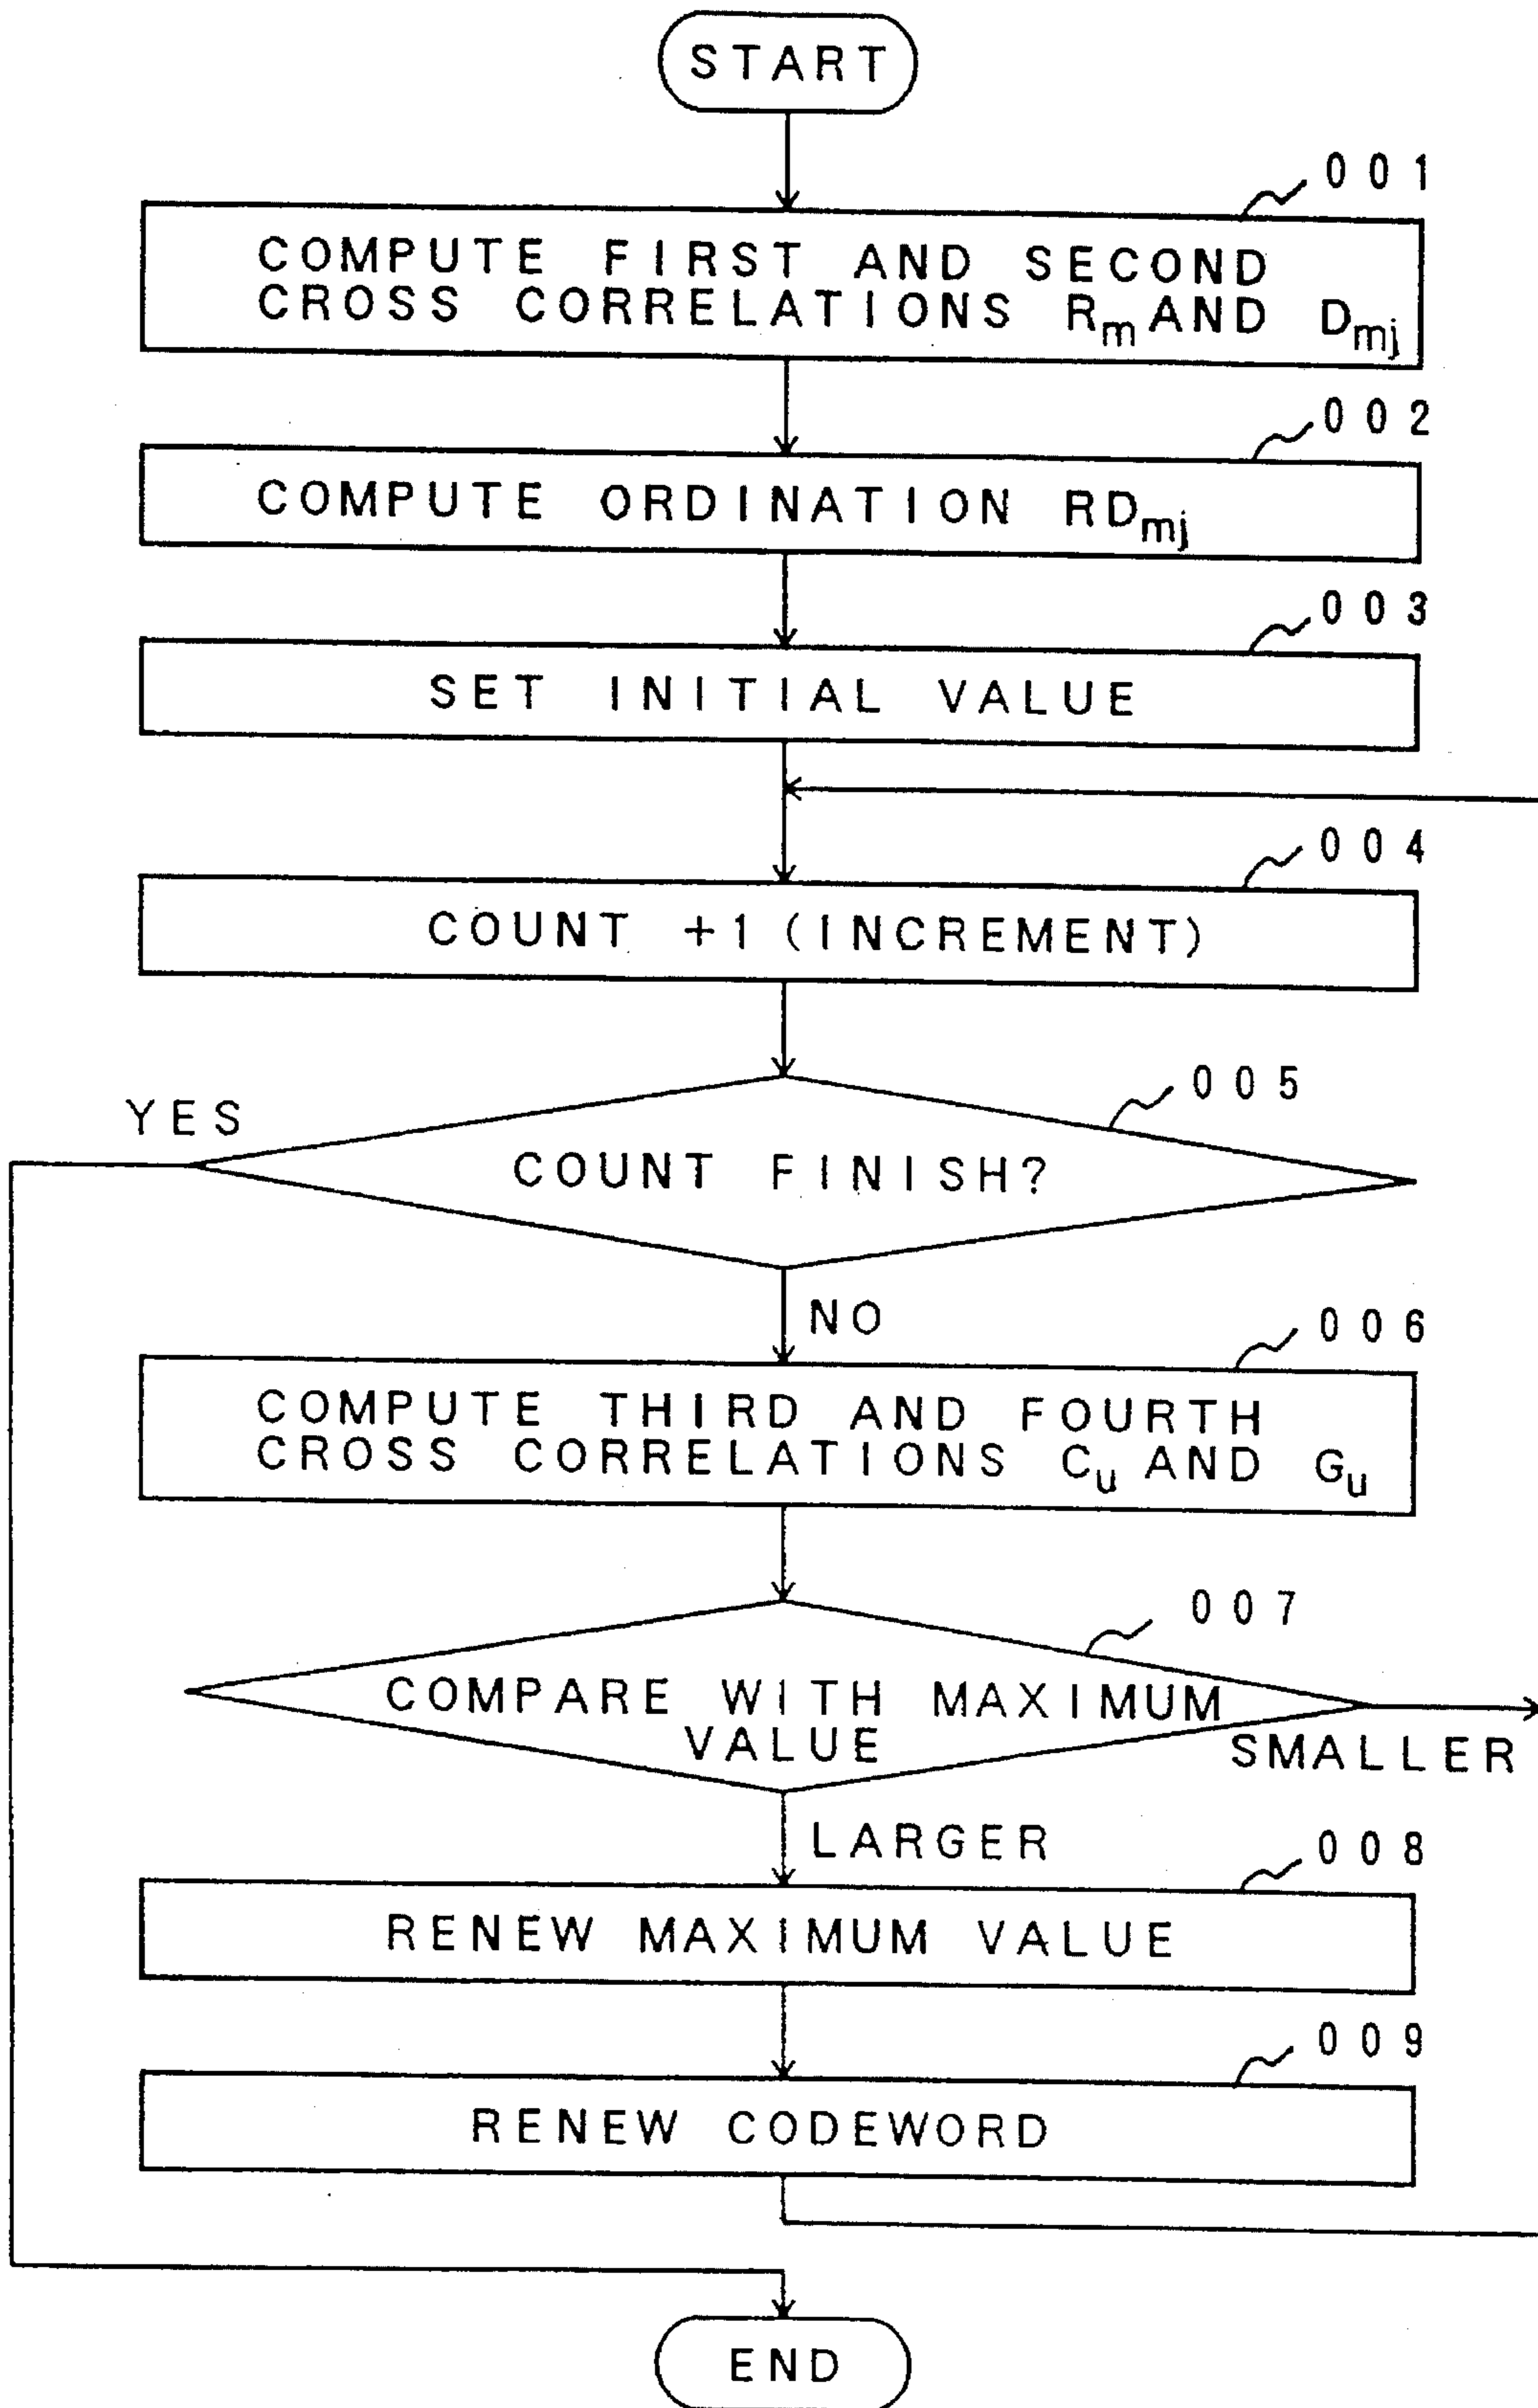 START
001
COMPUTE FIRST AND SECOND
CROSS CORRELATIONS Rm AND Dmj
002
COMPUTE ORDINATION RDmj
003
SET INITIAL VALUE
004
COUNT +1 (INCREMENT)
005
YES
COUNT FINISH?
NO
006
COMPUTE THIRD AND FOURTH
CROSS CORRELATIONS Cu AND Gu
007
COMPARE WITH MAXIMUM
VALUE
SMALLER
LARGER
008
RENEW MAXIMUM VALUE
009
RENEW CODEWORD
END